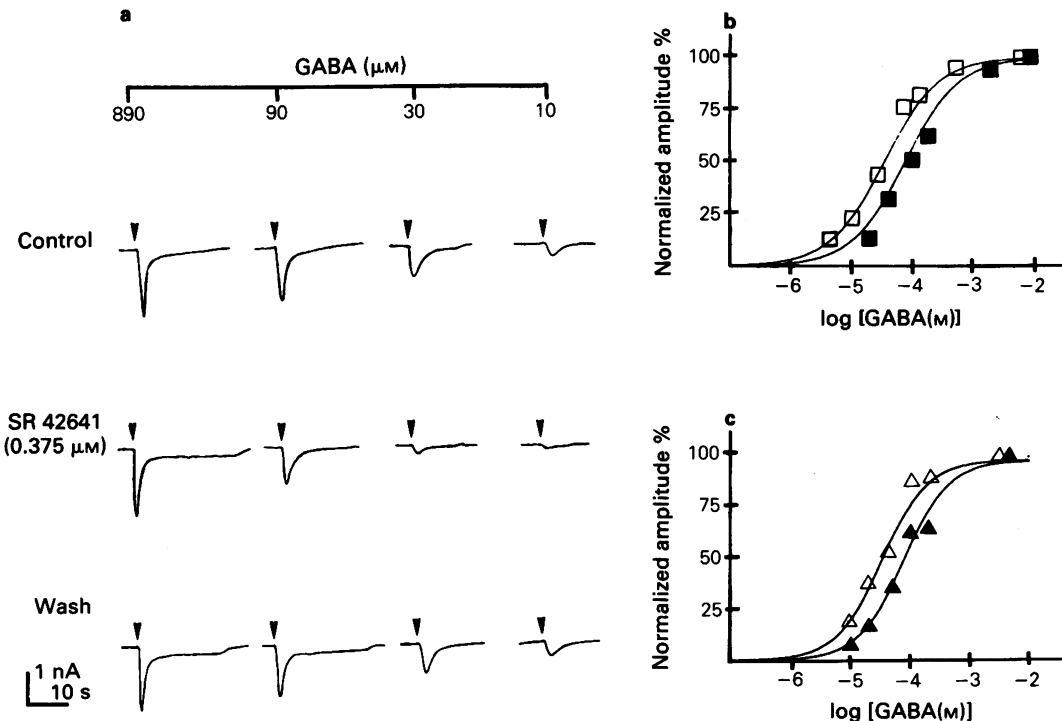 a
GABA (μM)
890 90 30 10
Control
SR 42641
(0.375 μM)
Wash
1 nA
10 s
b
Normalized amplitude %
100
75
50
25
−6 −5 −4 −3 −2
log [GABA(M)]
c
Normalized amplitude %
100
75
50
25
−6 −5 −4 −3 −2
log [GABA(M)]